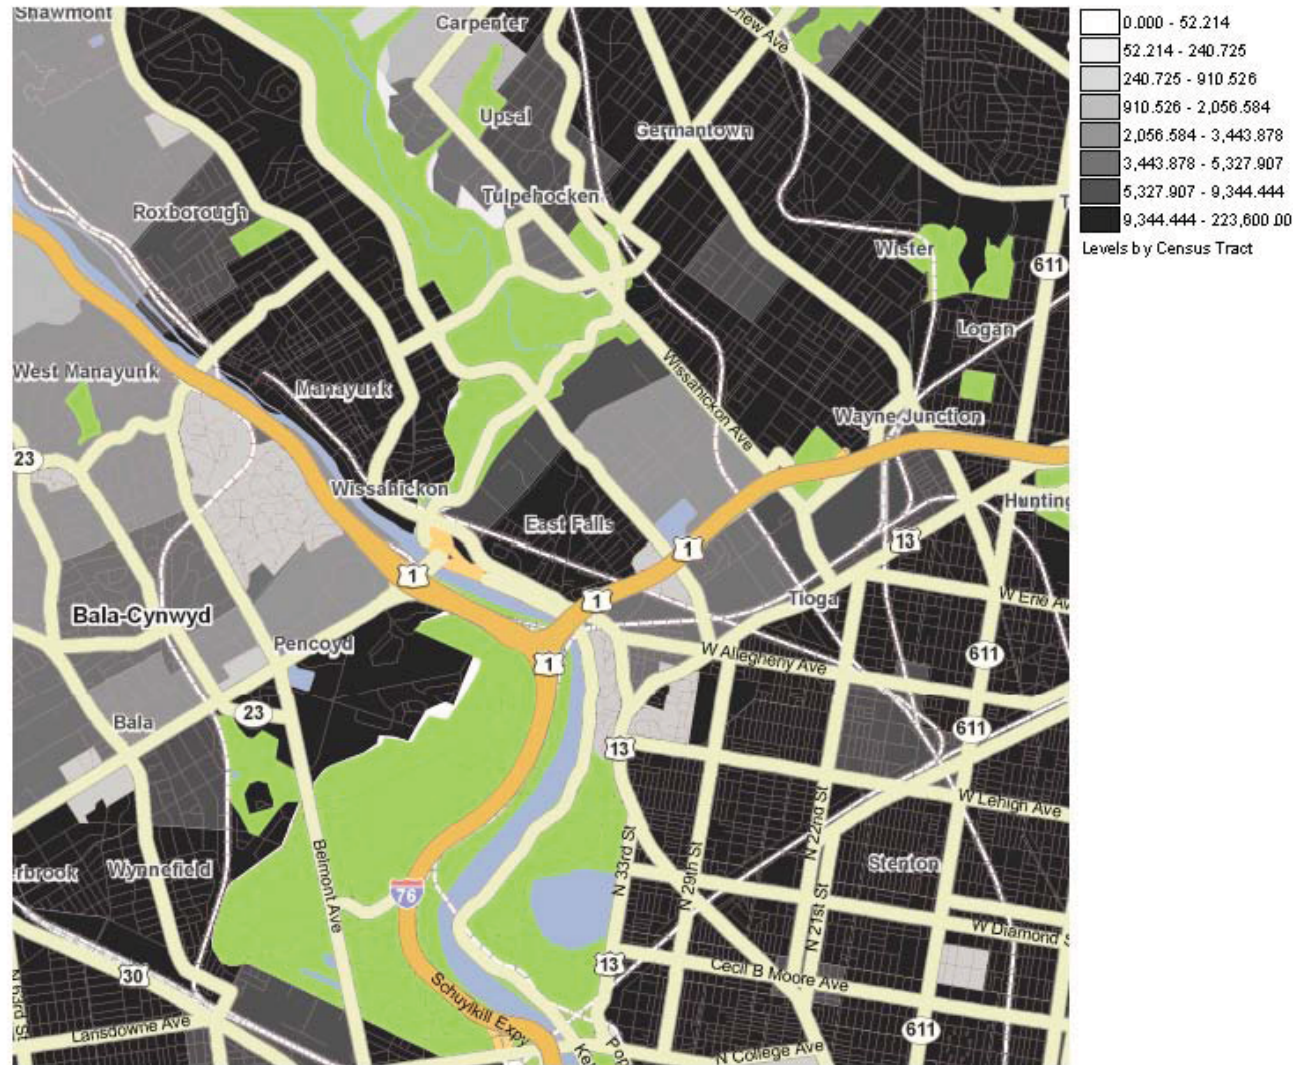 Shawmont
Carpenter
Chew Ave
Upsal
Germantown
Tulpehocken
Roxborough
Wister
611
Logan
West Manayunk
Manayunk
Wissahickon Ave
Wayne Junction
23
Wissahickon
East Falls
Hunting
1
13
1
1
Tioga
W Erie Av
Bala-Cynwyd
Pencoyd
W Allegheny Ave
611
1
23
Bala
611
13
W Lehigh Ave
N 22nd St
N 33rd St
N 29th St
Belmont Ave
rbrook
Wynnefield
Stenton
76
N 21st St
W Diamond S
13
Cecil B Moore Ave
30
N 63rd St
Schuylkill Expy
Lansdowne Ave
611
Ke
Pop
N College Ave
0.000 - 52.214
52.214 - 240.725
240.725 - 910.526
910.526 - 2,056.584
2,056.584 - 3,443.878
3,443.878 - 5,327.907
5,327.907 - 9,344.444
9,344.444 - 223,600.00
Levels by Census Tract